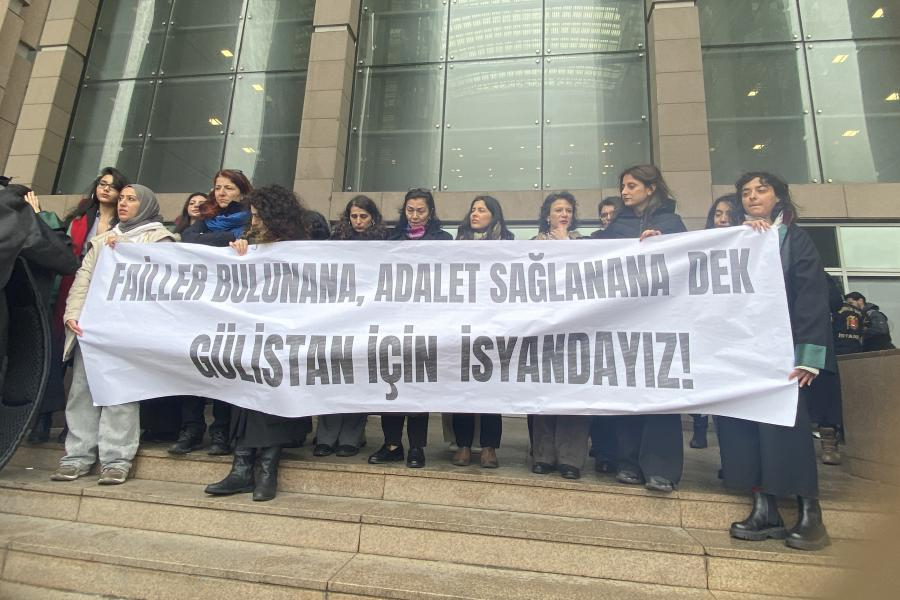 FAİLLER BULUNANA, ADALET SAĞLANANA DEK
GÜLİSTAN İÇİN İSYANDAYIZ!